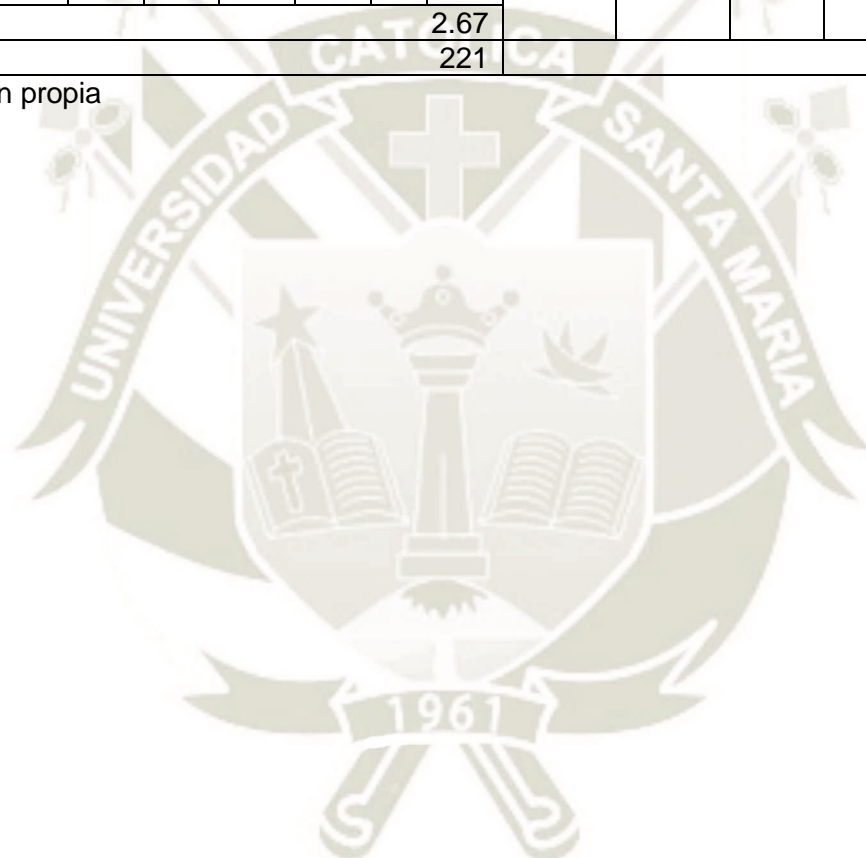 2.67
221
n propia
CATOLICA
UNIVERSIDAD
SANTA MARIA
1961